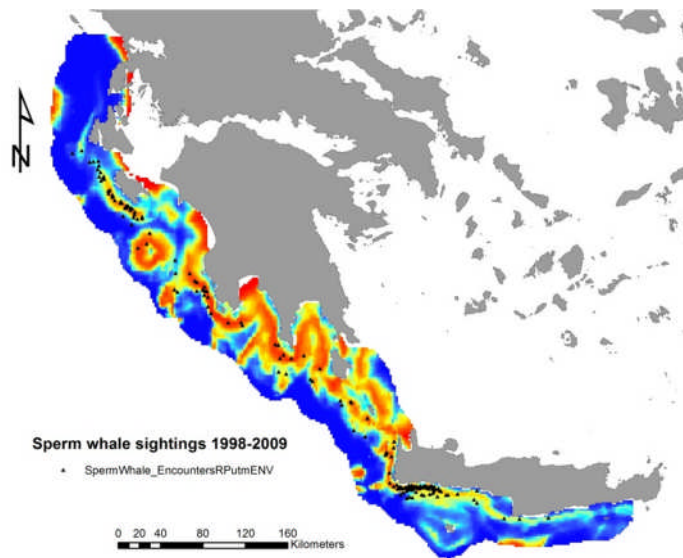 N
Sperm whale sightings 1998-2009
SpermWhale_EncountersRPutmENV
0 20 40 80 120 160
Kilometers